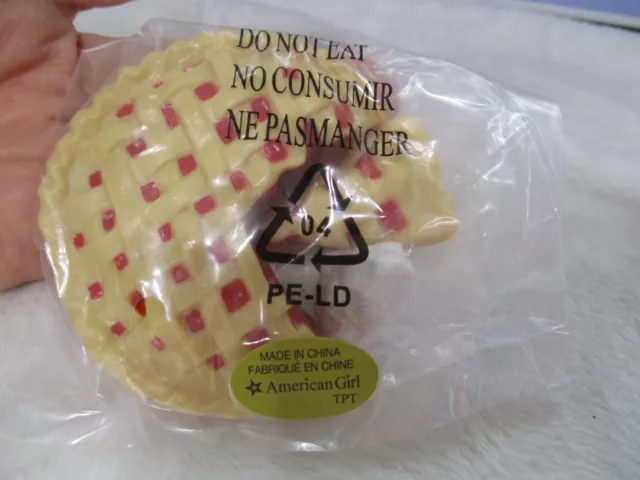 DO NOT EAT
NO CONSUMIR
NE PASMANGER
04
PE-LD
MADE IN CHINA
FABRIQUÉ EN CHINE
American Girl
TPT